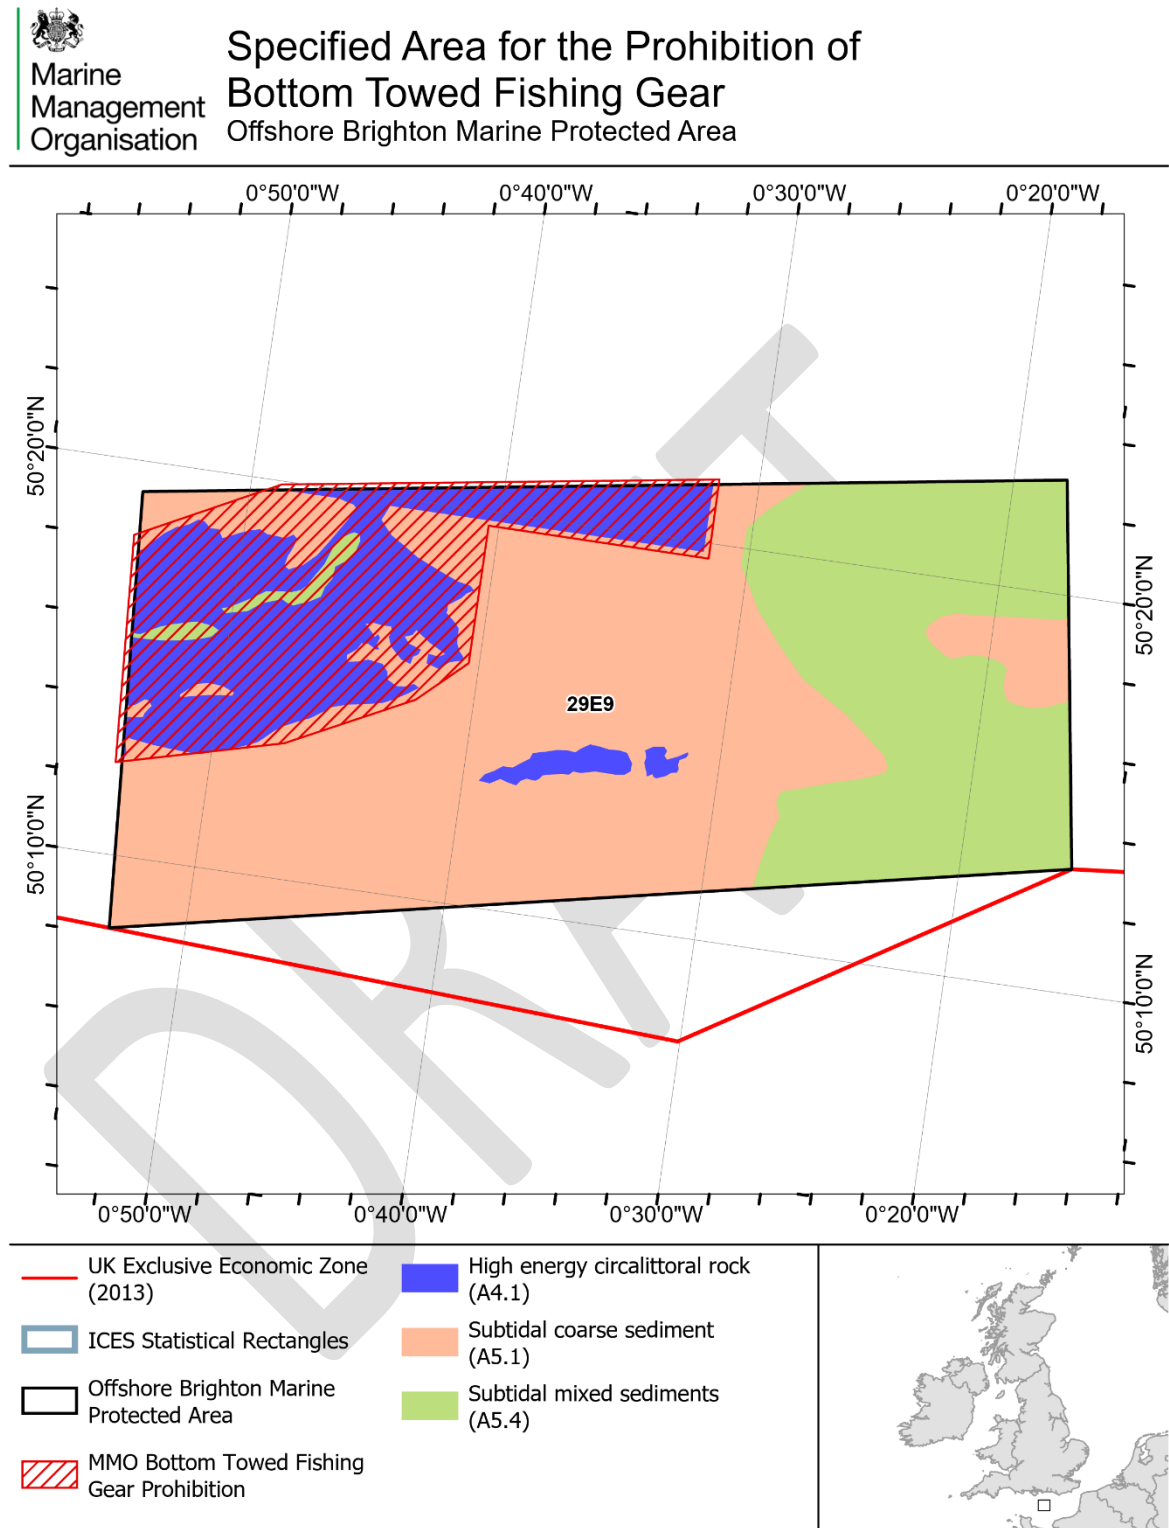 Marine
Management
Organisation
Specified Area for the Prohibition of
Bottom Towed Fishing Gear
Offshore Brighton Marine Protected Area
0°50'0"W
0°40'0"W
0°30'0"W
0°20'0"W
50°20'0"N
50°20'0"N
29E9
50°10'0"N
50°10'0"N
DRAFT
0°50'0"W
0°40'0"W
0°30'0"W
0°20'0"W
UK Exclusive Economic Zone
(2013)
ICES Statistical Rectangles
Offshore Brighton Marine
Protected Area
MMO Bottom Towed Fishing
Gear Prohibition
High energy circalittoral rock
(A4.1)
Subtidal coarse sediment
(A5.1)
Subtidal mixed sediments
(A5.4)